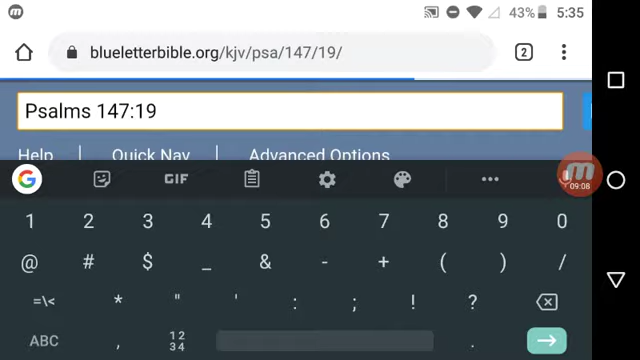 43% 5:35
blueletterbible.org/kjv/psa/147/19/ 2
Psalms 147:19
Help Quick Nav Advanced Options
G GIF
09:08
1 2 3 4 5 6 7 8 9 0
@ # $ _ & - + ( ) /
=\< * " ' : ; ! ?
ABC , 12 34 .